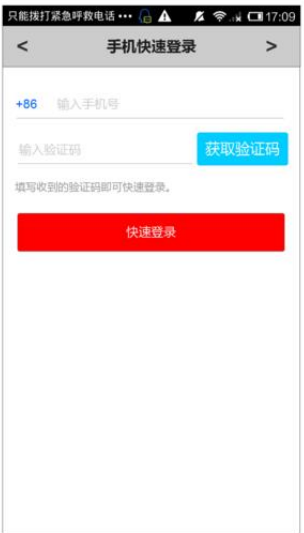 只能拨打紧急呼救电话 ••• 17:09
< 手机快速登录 >
+86 输入手机号
输入验证码 获取验证码
填写收到的验证码即可快速登录。
快速登录